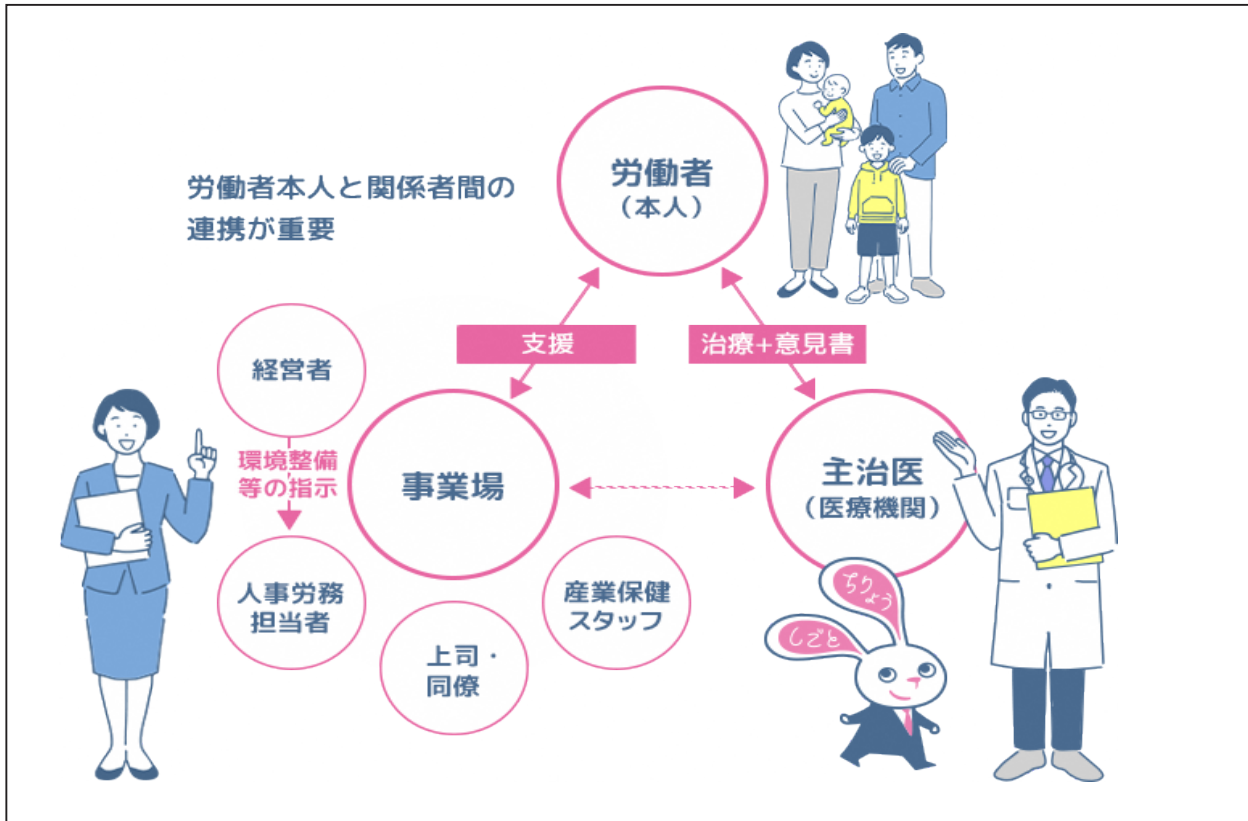 労働者本人と関係者間の
連携が重要
労働者
（本人）
支援
治療+意見書
経営者
環境整備
等の指示
事業場
主治医
（医療機関）
人事労務
担当者
上司・
同僚
産業保健
スタッフ
ちりょう
しごと